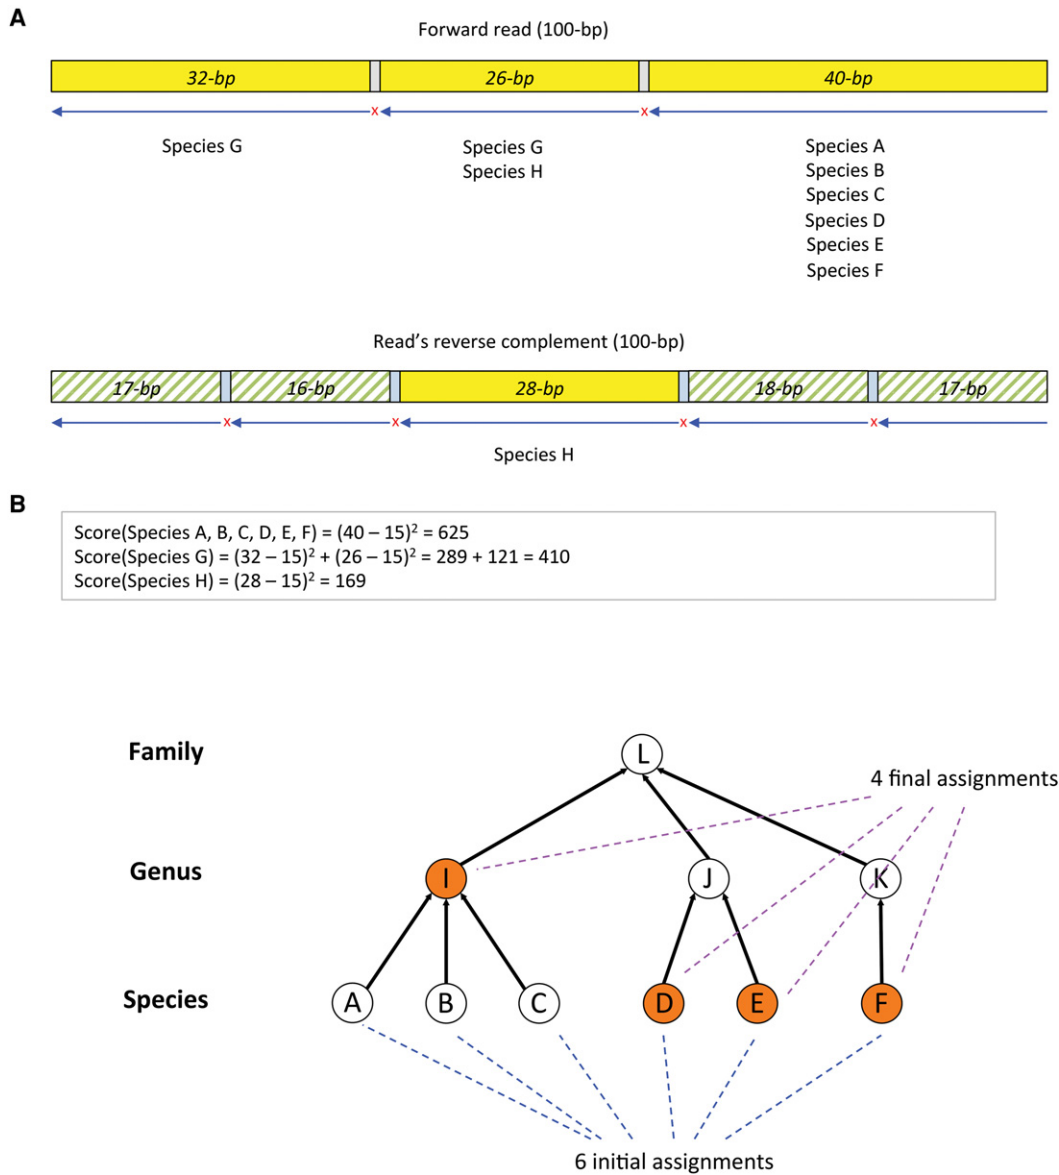 A
Forward read (100-bp)
32-bp 26-bp 40-bp
x x
Species G Species G Species A
Species H Species B
Species C
Species D
Species E
Species F
Read's reverse complement (100-bp)
17-bp 16-bp 28-bp 18-bp 17-bp
x x x x
Species H
B
Score(Species A, B, C, D, E, F) = (40 – 15)² = 625
Score(Species G) = (32 – 15)² + (26 – 15)² = 289 + 121 = 410
Score(Species H) = (28 – 15)² = 169
Family L
4 final assignments
Genus I J K
Species A B C D E F
6 initial assignments